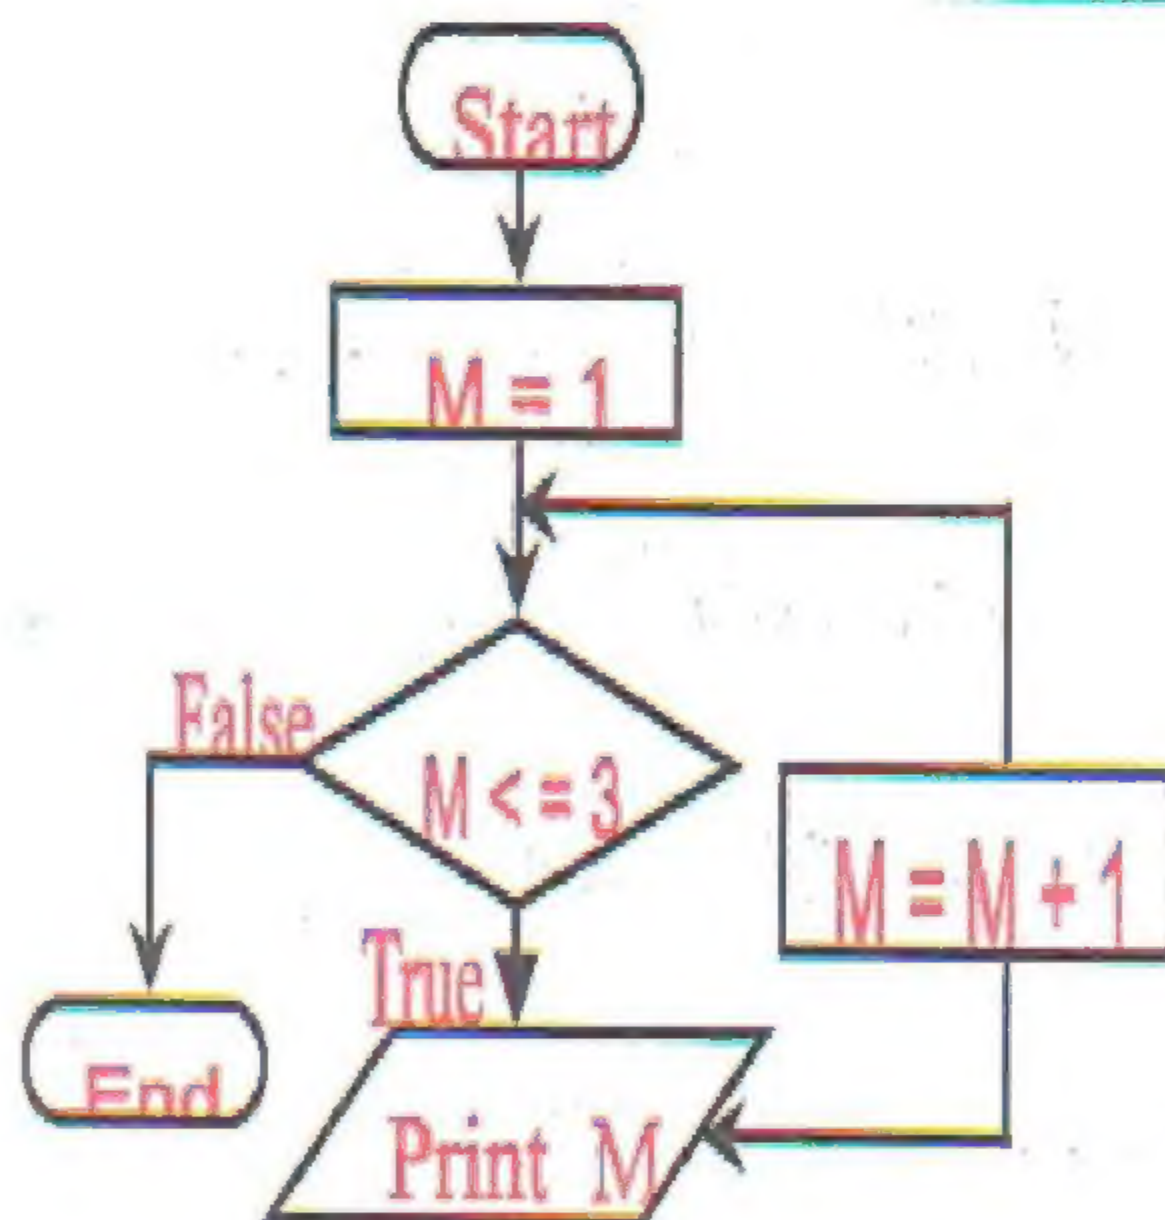 Start
M = 1
False
M < = 3
M = M + 1
True
End
Print M